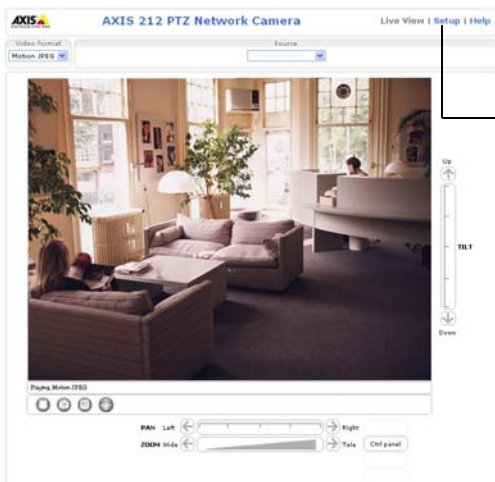 AXIS
AXIS 212 PTZ Network Camera
Live View | Setup | Help
Video format
Source
Motion JPEG
Up
TILT
Down
Playing, Motion JPEG
PAN Left Right
ZOOM Wide Tele
Ctrl panel